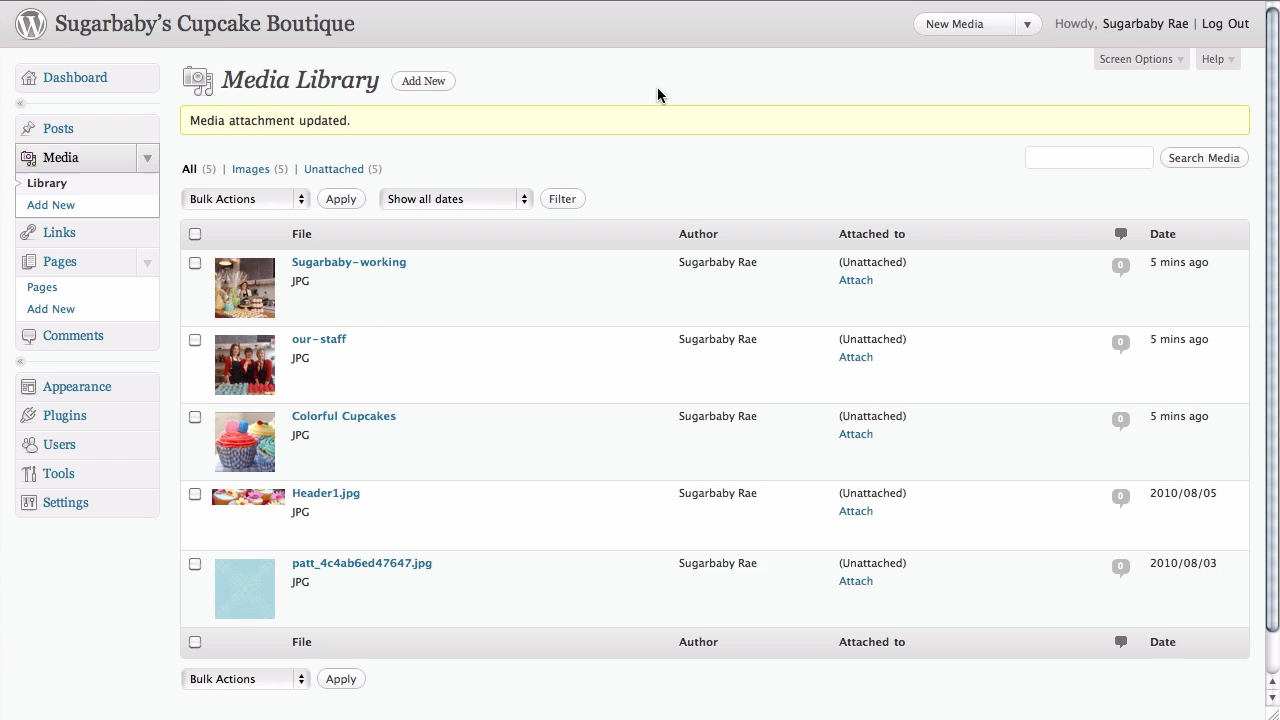 Sugarbaby's Cupcake Boutique
New Media
Howdy, Sugarbaby Rae | Log Out
Screen Options
Help
Dashboard
Posts
Media
Library
Add New
Links
Pages
Pages
Add New
Comments
Appearance
Plugins
Users
Tools
Settings
Media Library
Add New
Media attachment updated.
All (5) | Images (5) | Unattached (5)
Search Media
Bulk Actions
Apply
Show all dates
Filter
File Author Attached to Date
Sugarbaby-working Sugarbaby Rae (Unattached) 0 5 mins ago
JPG Attach
our-staff Sugarbaby Rae (Unattached) 0 5 mins ago
JPG Attach
Colorful Cupcakes Sugarbaby Rae (Unattached) 0 5 mins ago
JPG Attach
Header1.jpg Sugarbaby Rae (Unattached) 0 2010/08/05
JPG Attach
patt_4c4ab6ed47647.jpg Sugarbaby Rae (Unattached) 0 2010/08/03
JPG Attach
File Author Attached to Date
Bulk Actions
Apply